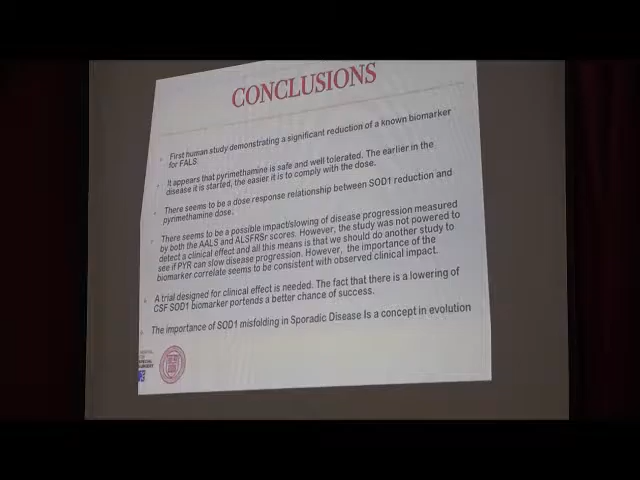 CONCLUSIONS
First human study demonstrating a significant reduction of a known biomarker
for FALS
It appears that pyrimethamine is safe and well tolerated. The earlier in the
disease it is started, the easier it is to comply with the dose.
There seems to be a dose response relationship between SOD1 reduction and
pyrimethamine dose.
There seems to be a possible impact/slowing of disease progression measured
by both the AALS and ALSFRSr scores. However, the study was not powered to
detect a clinical effect and all this means is that we should do another study to
see if PYR can slow disease progression. However, the importance of the
biomarker correlate seems to be consistent with observed clinical impact.
A trial designed for clinical effect is needed. The fact that there is a lowering of
CSF SOD1 biomarker portends a better chance of success.
The importance of SOD1 misfolding in Sporadic Disease Is a concept in evolution